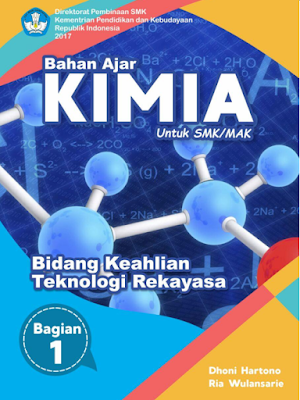 Direktorat Pembinaan SMK
Kementrian Pendidikan dan Kebudayaan
Republik Indonesia
2017
Bahan Ajar
KIMIA
Untuk SMK/MAK
Bidang Keahlian
Teknologi Rekayasa
Bagian
1
Dhoni Hartono
Ria Wulansarie